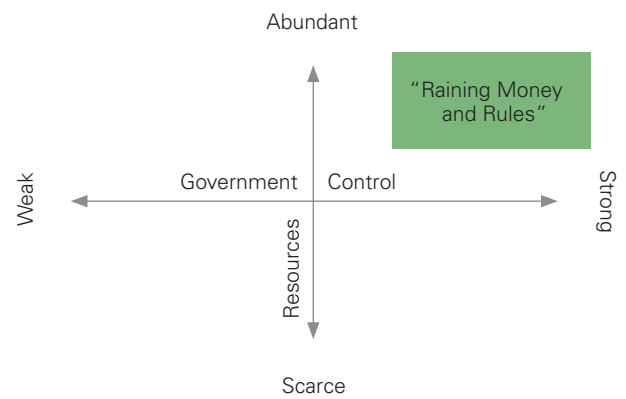 Abundant
“Raining Money
and Rules”
Government Control
Weak
Strong
Resources
Scarce